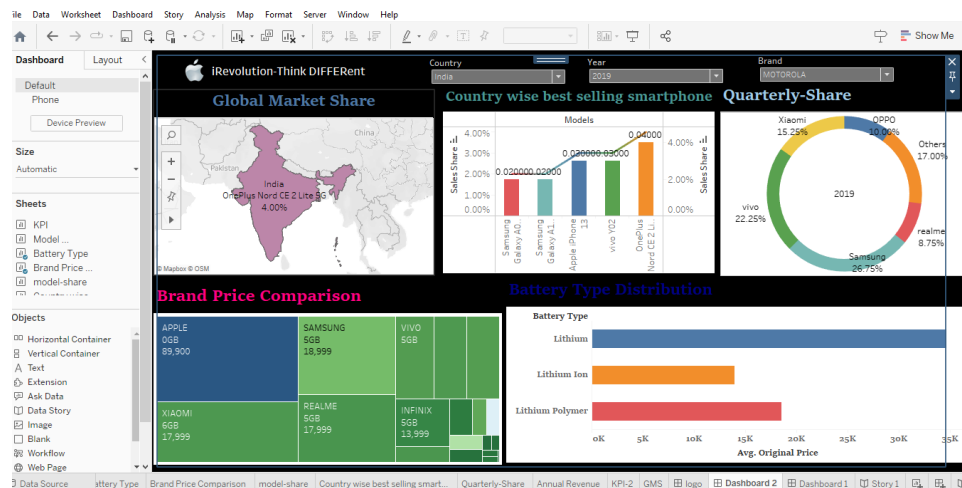 ile Data Worksheet Dashboard Story Analysis Map Format Server Window Help
Show Me
Dashboard Layout
Default
Phone
Device Preview
Size
Automatic
Sheets
KPI
Model ...
Battery Type
Brand Price ...
model-share
Objects
Horizontal Container
Vertical Container
Text
Extension
Ask Data
Data Story
Image
Blank
Workflow
Web Page
iRevolution-Think DIFFERent
Country
India
Year
2019
Brand
MOTOROLA
Global Market Share
China
Pakistan
India
OnePlus Nord CE 2 Lite 5G
4.00%
© Mapbox © OSM
Country wise best selling smartphone
Models
Sales Share
4.00%
3.00%
2.00%
1.00%
0.00%
0.02000 0.02000 0.03000 0.03000 0.04000
4.00%
2.00%
0.00%
Sales Share
Samsung Galaxy A0..
Samsung Galaxy A1..
Apple iPhone 13
vivo Y02
OnePlus Nord CE 2 Li..
Quarterly-Share
Xiaomi
15.25%
OPPO
10.00%
Others
17.00%
2019
vivo
22.25%
realme
8.75%
Samsung
26.75%
Brand Price Comparison
APPLE
0GB
89,900
SAMSUNG
5GB
18,999
VIVO
5GB
XIAOMI
6GB
17,999
REALME
5GB
17,999
INFINIX
5GB
13,999
Battery Type Distribution
Battery Type
Lithium
Lithium Ion
Lithium Polymer
0K 5K 10K 15K 20K 25K 30K 35K
Avg. Original Price
Data Source attery Type Brand Price Comparison model-share Country wise best selling smart... Quarterly-Share Annual Revenue KPI-2 GMS logo Dashboard 2 Dashboard 1 Story 1